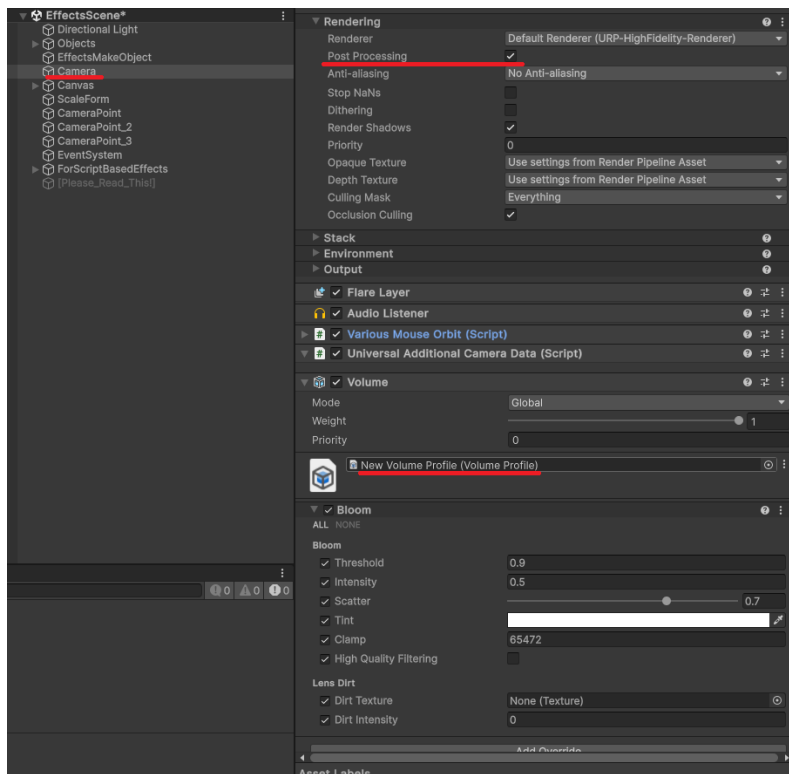 EffectsScene*
Directional Light
Objects
EffectsMakeObject
Camera
Canvas
ScaleForm
CameraPoint
CameraPoint_2
CameraPoint_3
EventSystem
ForScriptBasedEffects
[Please_Read_This!]
0 0 0
Rendering
Renderer Default Renderer (URP-HighFidelity-Renderer)
Post Processing
Anti-aliasing No Anti-aliasing
Stop NaNs
Dithering
Render Shadows
Priority 0
Opaque Texture Use settings from Render Pipeline Asset
Depth Texture Use settings from Render Pipeline Asset
Culling Mask Everything
Occlusion Culling
Stack
Environment
Output
Flare Layer
Audio Listener
# Various Mouse Orbit (Script)
# Universal Additional Camera Data (Script)
Volume
Mode Global
Weight 1
Priority 0
New Volume Profile (Volume Profile)
Bloom
ALL NONE
Bloom
Threshold 0.9
Intensity 0.5
Scatter 0.7
Tint
Clamp 65472
High Quality Filtering
Lens Dirt
Dirt Texture None (Texture)
Dirt Intensity 0
Add Override
Asset Labels